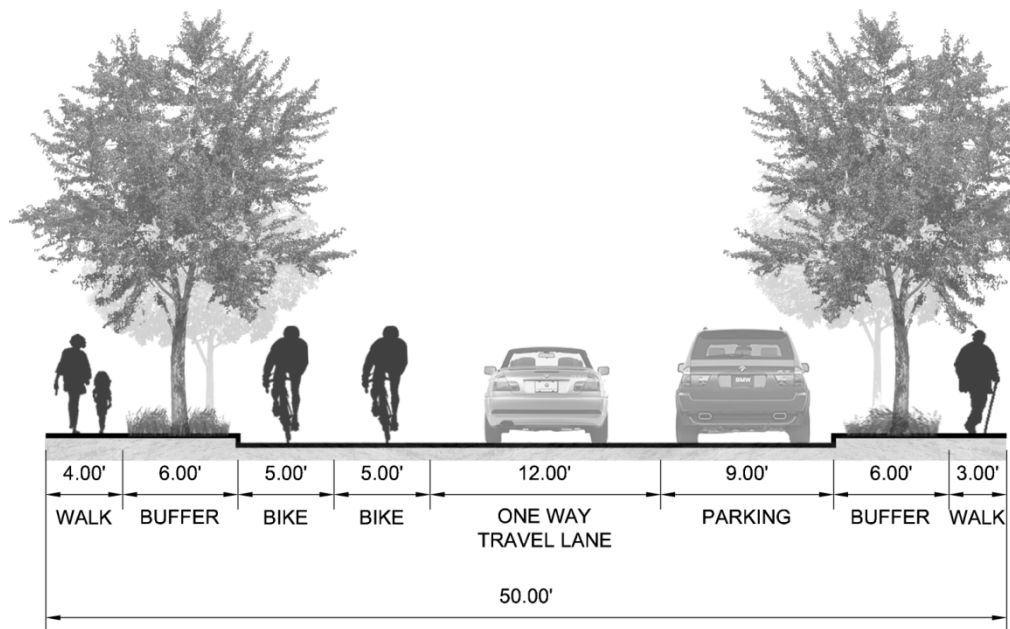 BMW
4.00' 6.00' 5.00' 5.00' 12.00' 9.00' 6.00' 3.00'
WALK BUFFER BIKE BIKE ONE WAY PARKING BUFFER WALK
TRAVEL LANE
50.00'